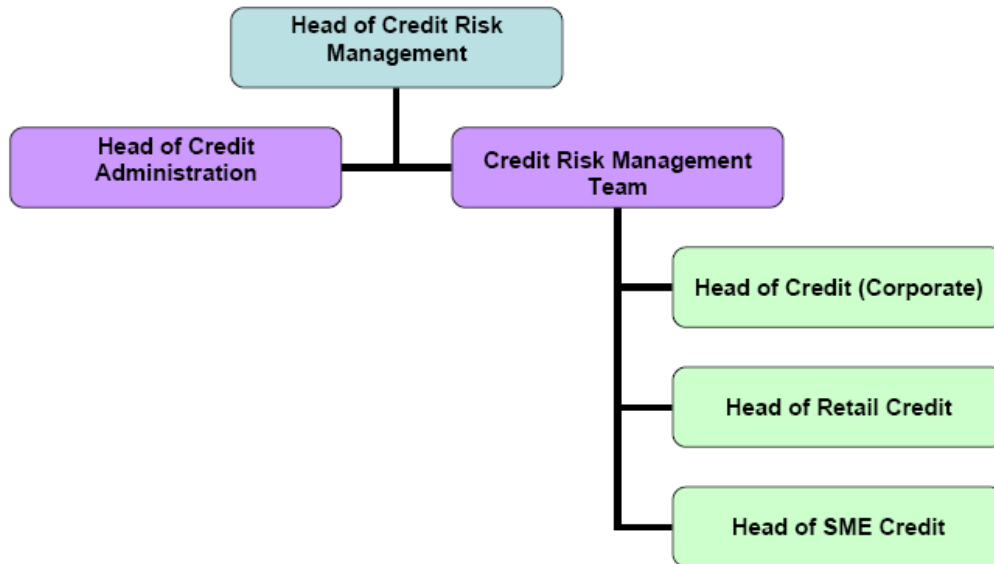 Head of Credit Risk
Management
Head of Credit
Administration
Credit Risk Management
Team
Head of Credit (Corporate)
Head of Retail Credit
Head of SME Credit